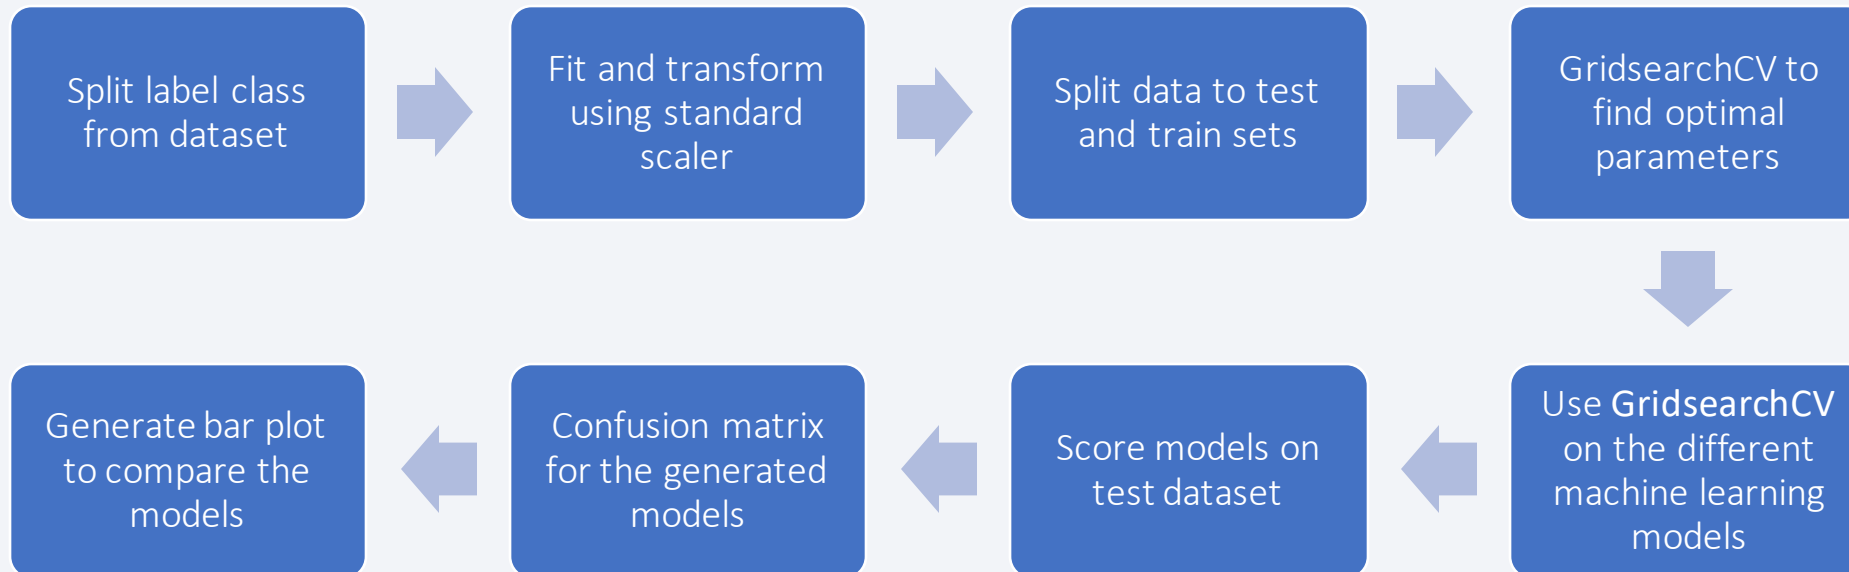 Split label class
from dataset
Fit and transform
using standard
scaler
Split data to test
and train sets
GridsearchCV to
find optimal
parameters
Use GridsearchCV
on the different
machine learning
models
Score models on
test dataset
Confusion matrix
for the generated
models
Generate bar plot
to compare the
models